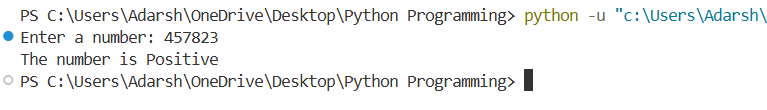 PS C:\Users\Adarsh\OneDrive\Desktop\Python Programming> python -u "c:\Users\Adarsh\
Enter a number: 457823
The number is Positive
PS C:\Users\Adarsh\OneDrive\Desktop\Python Programming>